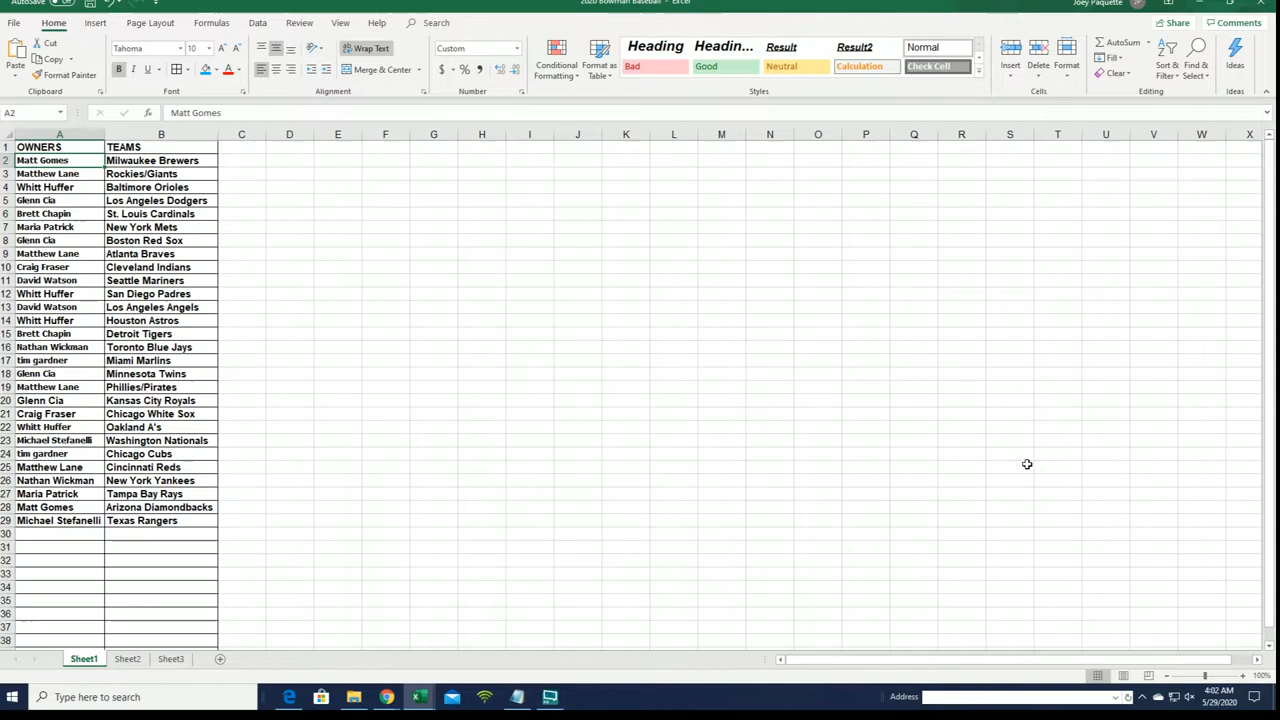 AutoSave Off 2020 Bowman Baseball - Excel Joey Paquette JP
File Home Insert Page Layout Formulas Data Review View Help Search Share Comments
Paste Cut Copy Format Painter Clipboard
Tahoma 10 B I U A Font
Wrap Text Merge & Center Alignment
Custom $ % , Number
Conditional Formatting Format as Table
Heading Headin... Result Result2 Normal
Bad Good Neutral Calculation Check Cell
Styles
Insert Delete Format Cells
AutoSum Fill Clear Sort & Filter Find & Select Editing
Ideas Ideas
A2 fx Matt Gomes
A B C D E F G H I J K L M N O P Q R S T U V W X
1 OWNERS TEAMS
2 Matt Gomes Milwaukee Brewers
3 Matthew Lane Rockies/Giants
4 Whitt Huffer Baltimore Orioles
5 Glenn Cia Los Angeles Dodgers
6 Brett Chapin St. Louis Cardinals
7 Maria Patrick New York Mets
8 Glenn Cia Boston Red Sox
9 Matthew Lane Atlanta Braves
10 Craig Fraser Cleveland Indians
11 David Watson Seattle Mariners
12 Whitt Huffer San Diego Padres
13 David Watson Los Angeles Angels
14 Whitt Huffer Houston Astros
15 Brett Chapin Detroit Tigers
16 Nathan Wickman Toronto Blue Jays
17 tim gardner Miami Marlins
18 Glenn Cia Minnesota Twins
19 Matthew Lane Phillies/Pirates
20 Glenn Cia Kansas City Royals
21 Craig Fraser Chicago White Sox
22 Whitt Huffer Oakland A's
23 Michael Stefanelli Washington Nationals
24 tim gardner Chicago Cubs
25 Matthew Lane Cincinnati Reds
26 Nathan Wickman New York Yankees
27 Maria Patrick Tampa Bay Rays
28 Matt Gomes Arizona Diamondbacks
29 Michael Stefanelli Texas Rangers
30
31
32
33
34
35
36
37
38
Sheet1 Sheet2 Sheet3
100%
Type here to search Address 4:02 AM
5/29/2020